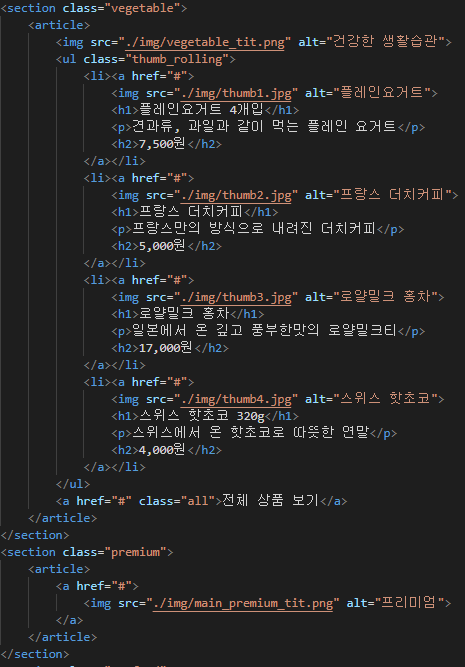 <section class="vegetable">
<article>
<img src="./img/vegetable_tit.png" alt="건강한 생활습관">
<ul class="thumb_rolling">
<li><a href="#">
<img src="./img/thumb1.jpg" alt="플레인요거트">
<h1>플레인요거트 4개입</h1>
<p>견과류, 과일과 같이 먹는 플레인 요거트</p>
<h2>7,500원</h2>
</a></li>
<li><a href="#">
<img src="./img/thumb2.jpg" alt="프랑스 더치커피">
<h1>프랑스 더치커피</h1>
<p>프랑스만의 방식으로 내려진 더치커피</p>
<h2>5,000원</h2>
</a></li>
<li><a href="#">
<img src="./img/thumb3.jpg" alt="로얄밀크 홍차">
<h1>로얄밀크 홍차</h1>
<p>일본에서 온 깊고 풍부한맛의 로얄밀크티</p>
<h2>17,000원</h2>
</a></li>
<li><a href="#">
<img src="./img/thumb4.jpg" alt="스위스 핫초코">
<h1>스위스 핫초코 320g</h1>
<p>스위스에서 온 핫초코로 따뜻한 연말</p>
<h2>4,000원</h2>
</a></li>
</ul>
<a href="#" class="all">전체 상품 보기</a>
</article>
</section>
<section class="premium">
<article>
<a href="#">
<img src="./img/main_premium_tit.png" alt="프리미엄">
</a>
</article>
</section>